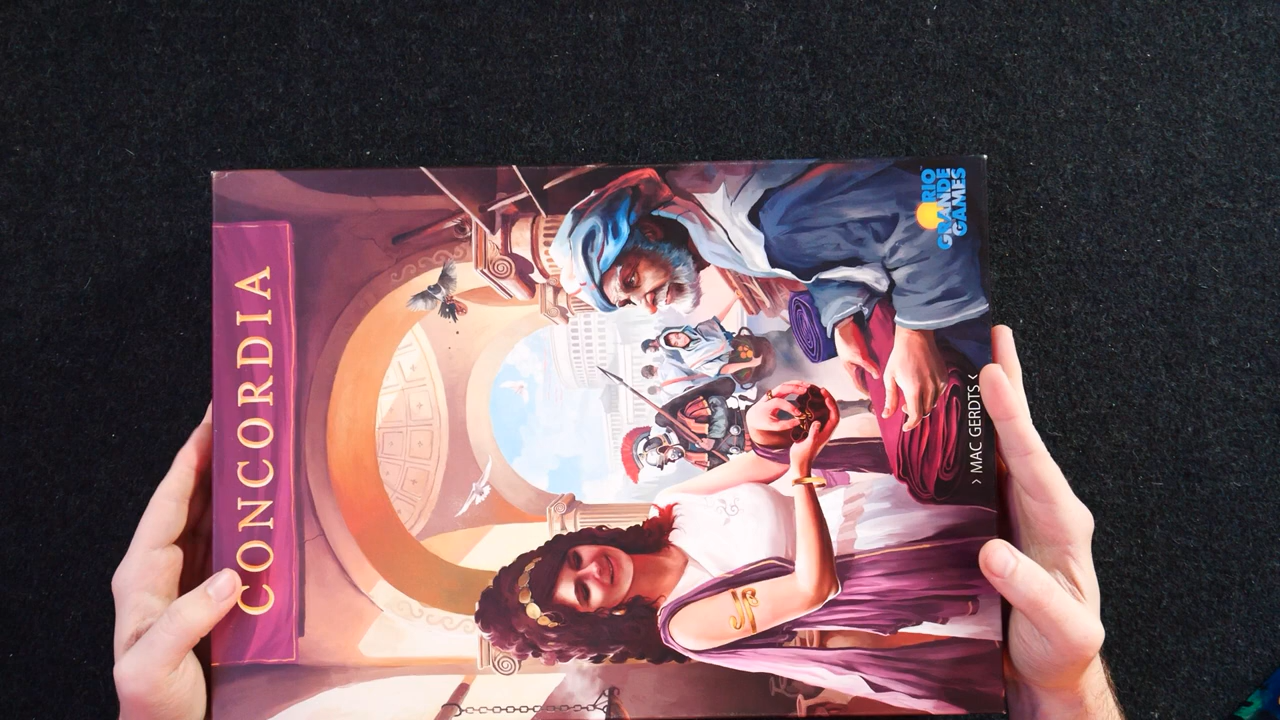 CONCORDIA
RIO
GRANDE
GAMES
› MAC GERDTS ‹